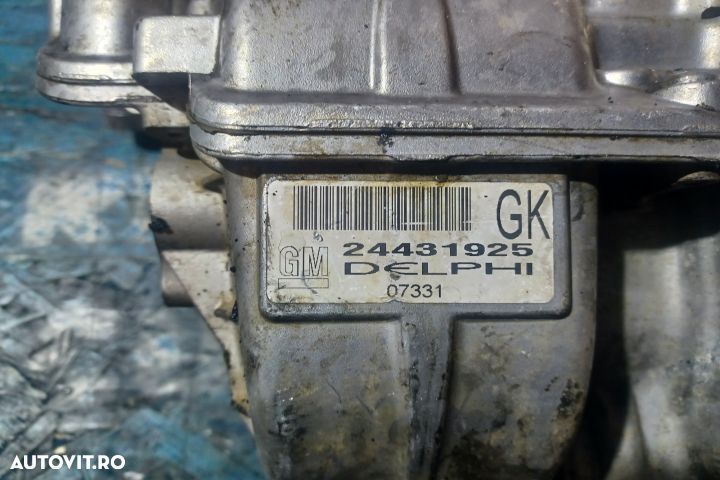 GK
GM 24431925
DELPHI
07331
AUTOVIT.RO